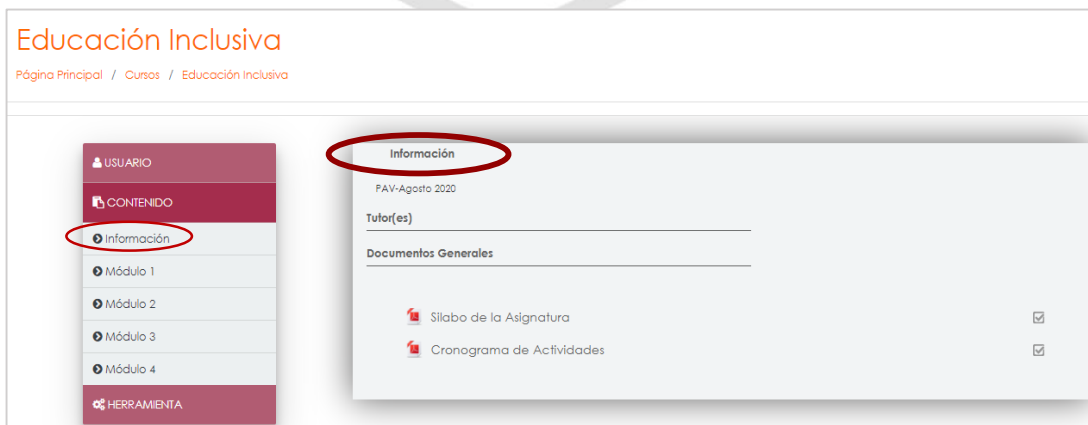 Educación Inclusiva
Página Principal / Cursos / Educación Inclusiva
USUARIO
CONTENIDO
Información
Módulo 1
Módulo 2
Módulo 3
Módulo 4
HERRAMIENTA
Información
PAV-Agosto 2020
Tutor(es)
Documentos Generales
Silabo de la Asignatura
Cronograma de Actividades